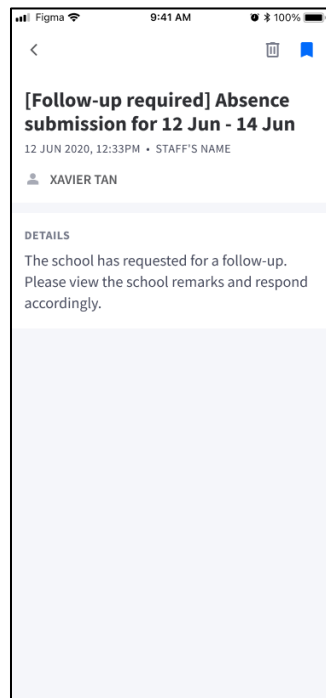 Figma 9:41 AM 100%
[Follow-up required] Absence
submission for 12 Jun - 14 Jun
12 JUN 2020, 12:33PM • STAFF'S NAME
XAVIER TAN
DETAILS
The school has requested for a follow-up.
Please view the school remarks and respond
accordingly.